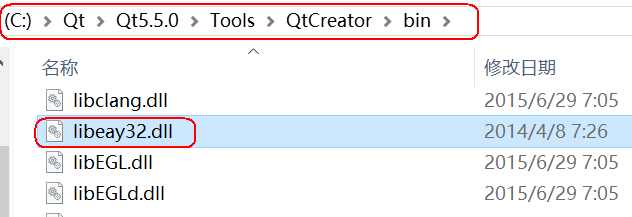 (C:) > Qt > Qt5.5.0 > Tools > QtCreator > bin >
名称 修改日期
libclang.dll 2015/6/29 7:05
libeay32.dll 2014/4/8 7:26
libEGL.dll 2015/6/29 7:05
libEGLd.dll 2015/6/29 7:05